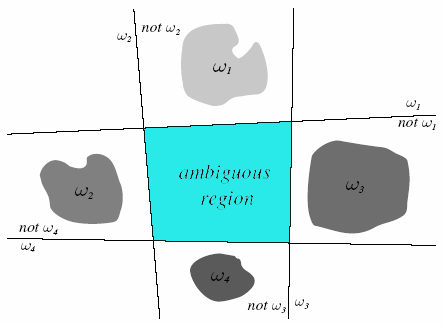 ω₂ not ω₂
ω₁
ω₁
not ω₁
ambiguous
region
ω₂
ω₃
not ω₄
ω₄
ω₄
not ω₃ ω₃